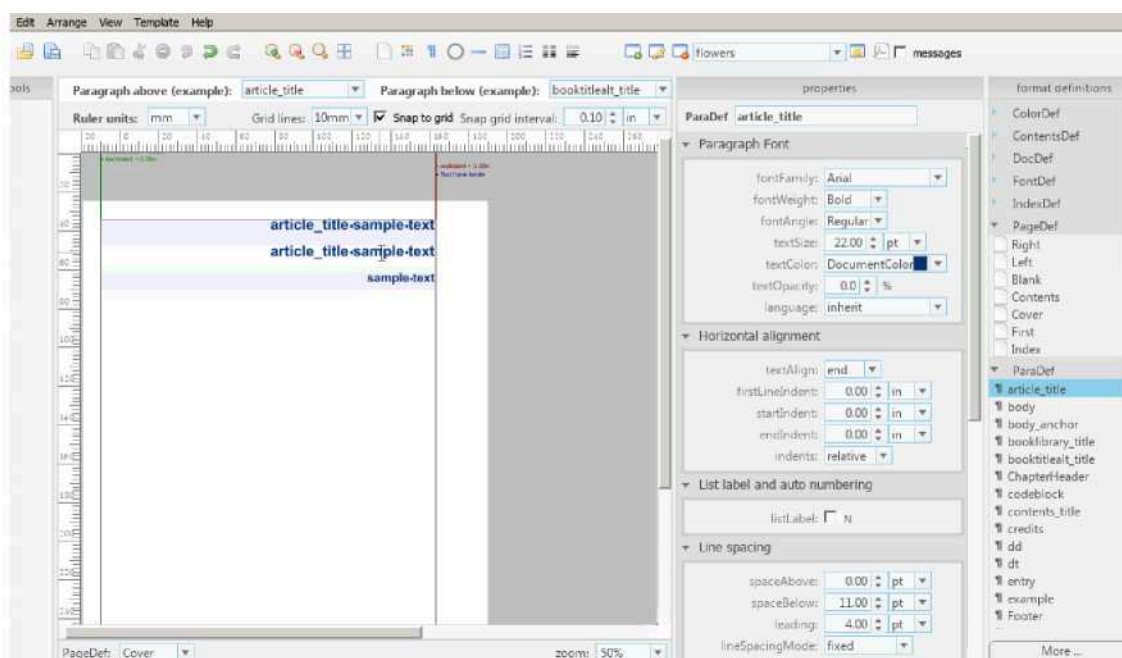 Edit Arrange View Template Help
flowers messages
Paragraph above (example): article_title Paragraph below (example): booktitlealt_title
Ruler units: mm Grid lines: 10mm Snap to grid Snap grid interval: 0.10 in
article_title-sample-text
article_title-sample-text
sample-text
PageDef: Cover zoom: 50%
properties
ParaDef article_title
Paragraph Font
fontFamily: Arial
fontWeight: Bold
fontAngle: Regular
textSize: 22.00 pt
textColor: DocumentColor
textOpacity: 0.0 %
language: inherit
Horizontal alignment
textAlign: end
firstLineIndent: 0.00 in
startIndent: 0.00 in
endIndent: 0.00 in
indents: relative
List label and auto numbering
listLabel: N
Line spacing
spaceAbove: 0.00 pt
spaceBelow: 11.00 pt
leading: 4.00 pt
lineSpacingMode: fixed
format definitions
ColorDef
ContentsDef
DocDef
FontDef
IndexDef
PageDef
Right
Left
Blank
Contents
Cover
First
Index
ParaDef
article_title
body
body_anchor
booklibrary_title
booktitlealt_title
ChapterHeader
codeblock
contents_title
credits
dd
dt
entry
example
Footer
More ...